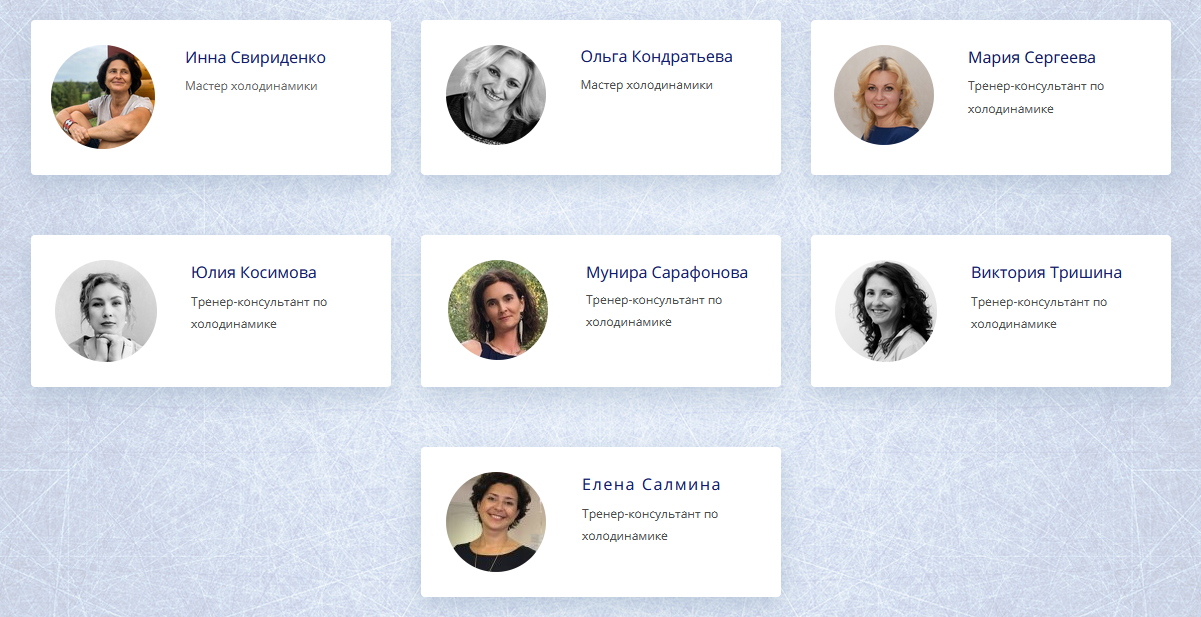 Инна Свириденко
Мастер холодинамики
Ольга Кондратьева
Мастер холодинамики
Мария Сергеева
Тренер-консультант по
холодинамике
Юлия Косимова
Тренер-консультант по
холодинамике
Мунира Сарафонова
Тренер-консультант по
холодинамике
Виктория Тришина
Тренер-консультант по
холодинамике
Елена Салмина
Тренер-консультант по
холодинамике